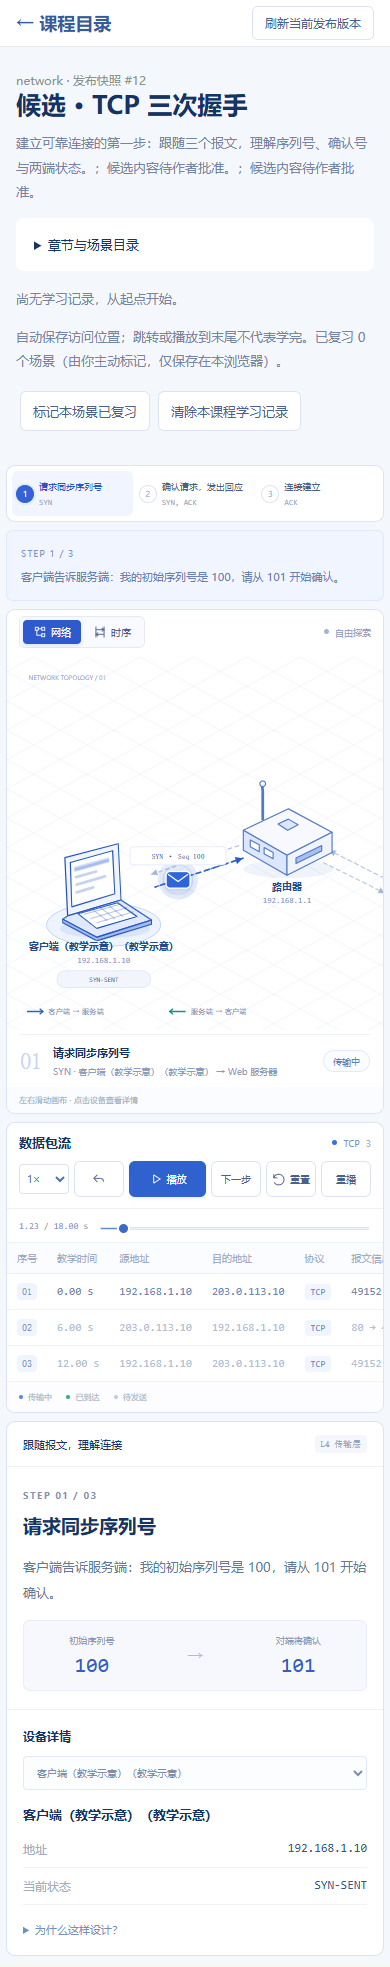 ← 课程目录
刷新当前发布版本
network · 发布快照 #12
候选 · TCP 三次握手
建立可靠连接的第一步：跟随三个报文，理解序列号、确认号
与两端状态。；候选内容待作者批准。；候选内容待作者批
准。
▶ 章节与场景目录
尚无学习记录，从起点开始。
自动保存访问位置；跳转或播放到末尾不代表学完。已复习 0
个场景（由你主动标记，仅保存在本浏览器）。
标记本场景已复习
清除本课程学习记录
1 请求同步序列号
SYN
2 确认请求，发出回应
SYN, ACK
3 连接建立
ACK
STEP 1 / 3
客户端告诉服务端：我的初始序列号是 100，请从 101 开始确认。
网络
时序
自由探索
NETWORK TOPOLOGY / 01
SYN · Seq 100
路由器
192.168.1.1
客户端（教学示意）（教学示意）
192.168.1.10
SYN-SENT
客户端 → 服务端
服务端 → 客户端
01
请求同步序列号
SYN · 客户端（教学示意）（教学示意） → Web 服务器
传输中
左右滑动画布 · 点击设备查看详情
数据包流
TCP 3
1×
播放
下一步
重置
重播
1.23 / 18.00 s
序号 教学时间 源地址 目的地址 协议 报文信
01 0.00 s 192.168.1.10 203.0.113.10 TCP 49152
02 6.00 s 203.0.113.10 192.168.1.10 TCP 80 →
03 12.00 s 192.168.1.10 203.0.113.10 TCP 49152
传输中 已到达 待发送
跟随报文，理解连接
L4 传输层
STEP 01 / 03
请求同步序列号
客户端告诉服务端：我的初始序列号是 100，请从 101 开始
确认。
初始序列号
100
→
对端将确认
101
设备详情
客户端（教学示意）（教学示意）
客户端（教学示意）（教学示意）
地址 192.168.1.10
当前状态 SYN-SENT
▶ 为什么这样设计？